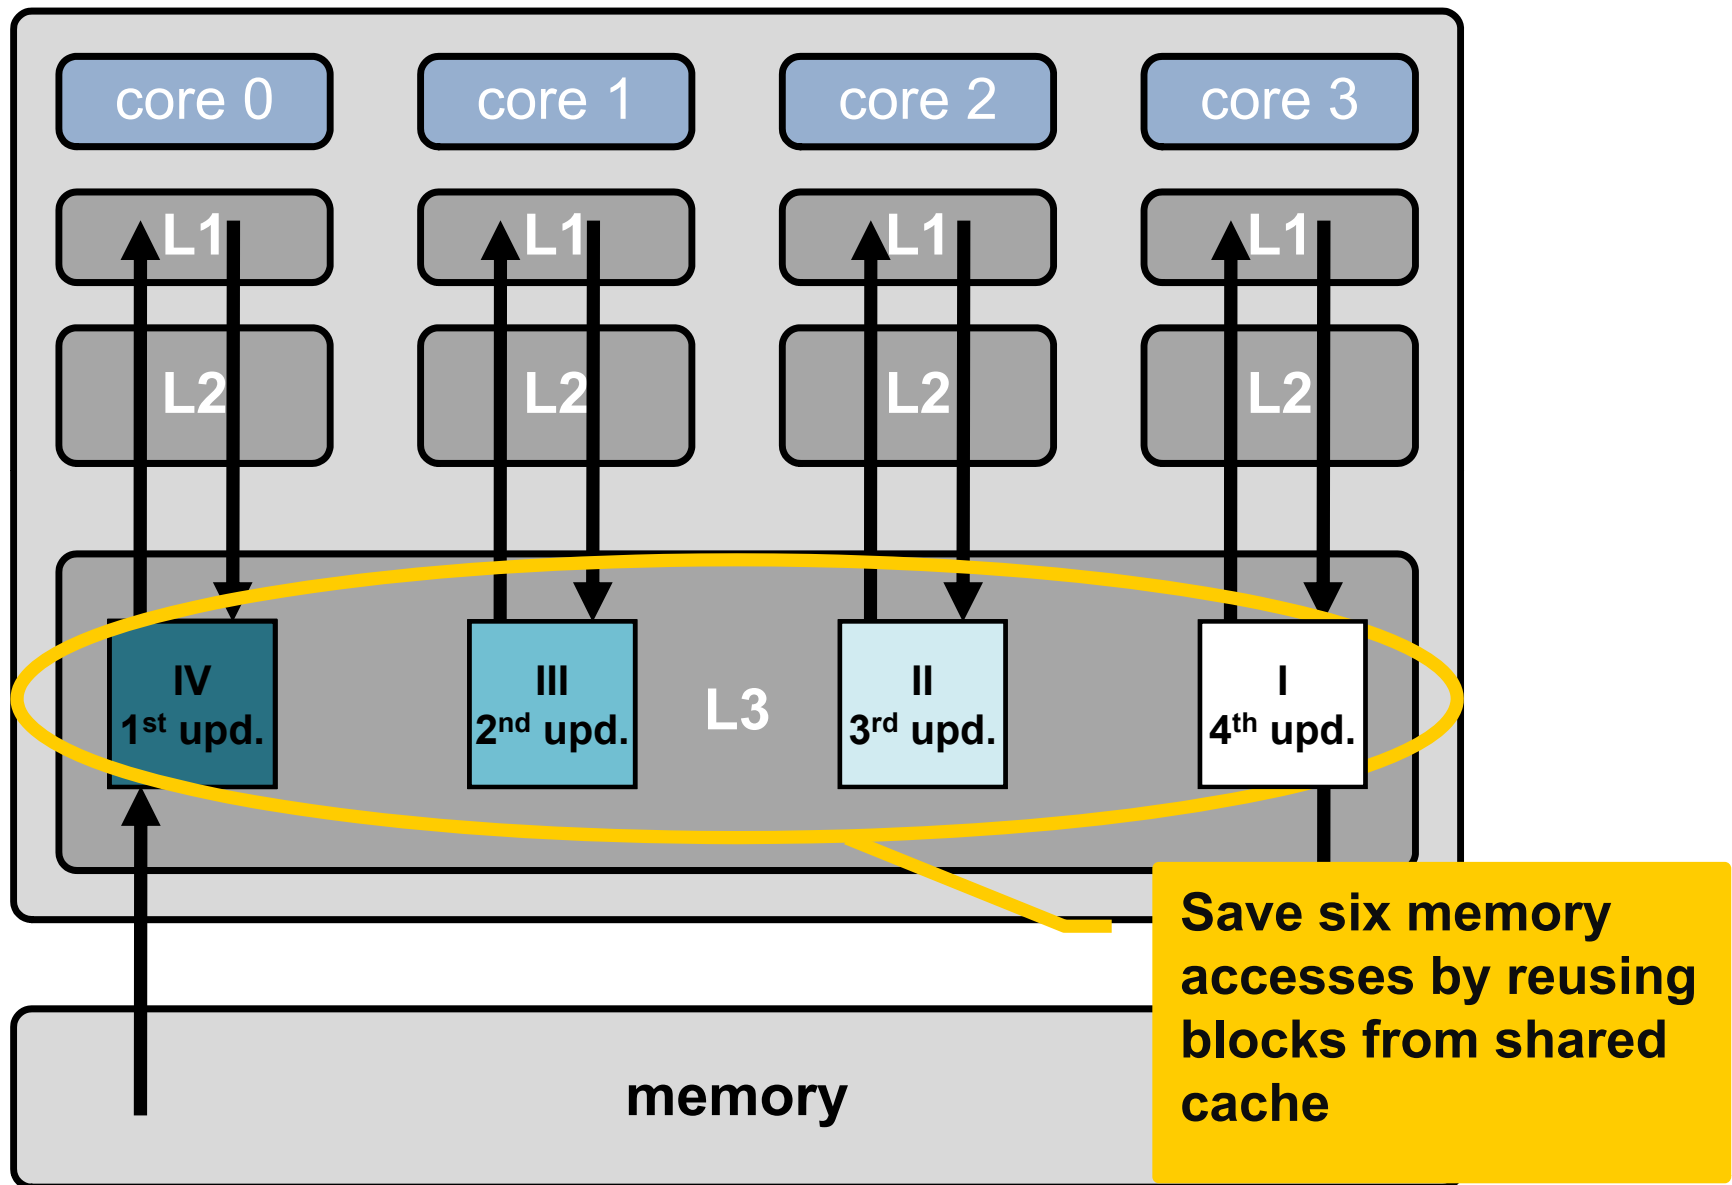 core 0
core 1
core 2
core 3
L1
L1
L1
L1
L2
L2
L2
L2
IV
1st upd.
III
2nd upd.
L3
II
3rd upd.
I
4th upd.
Save six memory
accesses by reusing
blocks from shared
cache
memory